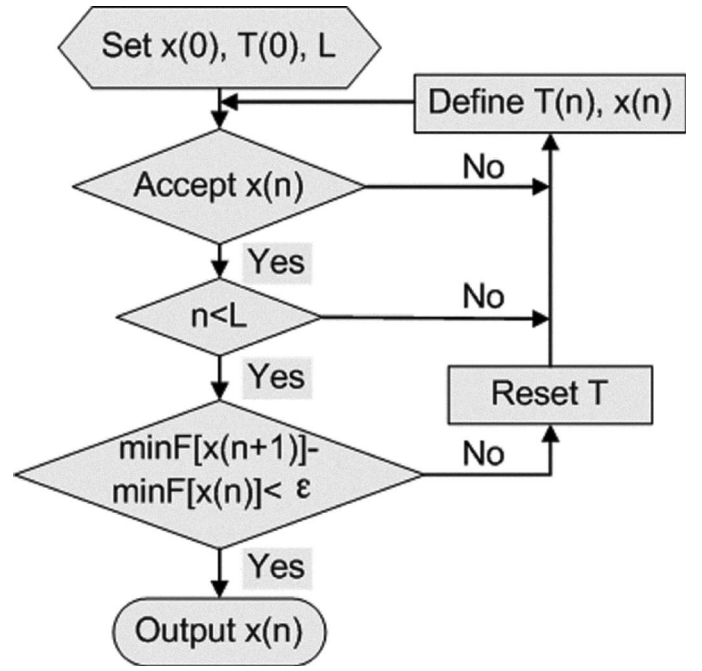 Set x(0), T(0), L
Define T(n), x(n)
Accept x(n)
No
Yes
n<L
No
Yes
Reset T
minF[x(n+1)]-
minF[x(n)]< ε
No
Yes
Output x(n)